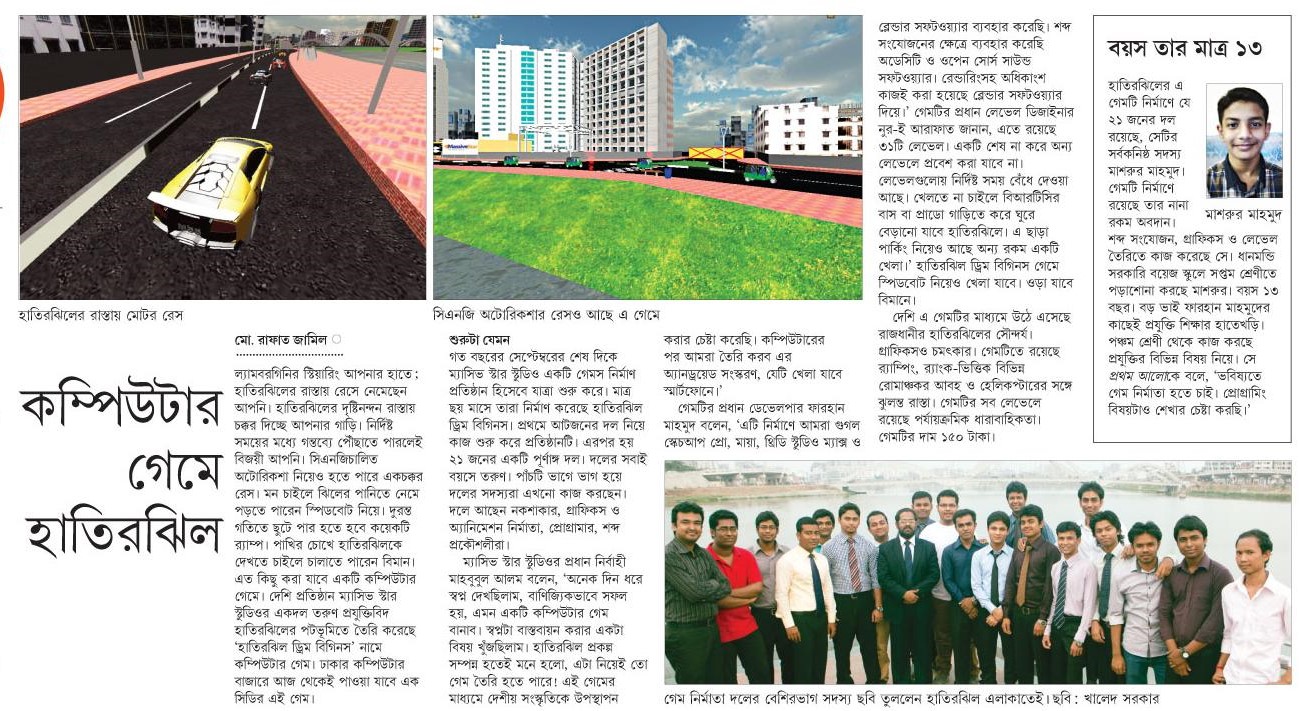 হাতিরঝিলের রাস্তায় মোটর রেস
সিএনজি অটোরিকশার রেসও আছে এ গেমে
কম্পিউটার
গেমে
হাতিরঝিল
মো. রাফাত জামিল
ল্যামবরগিনির স্টিয়ারিং আপনার হাতে;
হাতিরঝিলের রাস্তায় রেসে নেমেছেন
আপনি। হাতিরঝিলের দৃষ্টিনন্দন রাস্তায়
চক্কর দিচ্ছে আপনার গাড়ি। নির্দিষ্ট
সময়ের মধ্যে গন্তব্যে পৌঁছাতে পারলেই
বিজয়ী আপনি। সিএনজিচালিত
অটোরিকশা নিয়েও হতে পারে একচক্কর
রেস। মন চাইলে ঝিলের পানিতে নেমে
পড়তে পারেন স্পিডবোট নিয়ে। দুরন্ত
গতিতে ছুটে পার হতে হবে কয়েকটি
র‍্যাম্প। পাখির চোখে হাতিরঝিলকে
দেখতে চাইলে চালাতে পারেন বিমান।
এত কিছু করা যাবে একটি কম্পিউটার
গেমে। দেশি প্রতিষ্ঠান ম্যাসিভ স্টার
স্টুডিওর একদল তরুণ প্রযুক্তিবিদ
হাতিরঝিলের পটভূমিতে তৈরি করেছে
‘হাতিরঝিল ড্রিম বিগিনস’ নামে
কম্পিউটার গেম। ঢাকার কম্পিউটার
বাজারে আজ থেকেই পাওয়া যাবে এক
সিডির এই গেম।
শুরুটা যেমন
গত বছরের সেপ্টেম্বরের শেষ দিকে
ম্যাসিভ স্টার স্টুডিও একটি গেমস নির্মাণ
প্রতিষ্ঠান হিসেবে যাত্রা শুরু করে। মাত্র
ছয় মাসে তারা নির্মাণ করেছে হাতিরঝিল
ড্রিম বিগিনস। প্রথমে আটজনের দল নিয়ে
কাজ শুরু করে প্রতিষ্ঠানটি। এরপর হয়
২১ জনের একটি পূর্ণাঙ্গ দল। দলের সবাই
বয়সে তরুণ। পাঁচটি ভাগে ভাগ হয়ে
দলের সদস্যরা এখনো কাজ করছেন।
দলে আছেন নকশাকার, গ্রাফিকস ও
অ্যানিমেশন নির্মাতা, প্রোগ্রামার, শব্দ
প্রকৌশলীরা।
ম্যাসিভ স্টার স্টুডিওর প্রধান নির্বাহী
মাহবুবুল আলম বলেন, ‘অনেক দিন ধরে
স্বপ্ন দেখছিলাম, বাণিজ্যিকভাবে সফল
হয়, এমন একটি কম্পিউটার গেম
বানাব। স্বপ্নটা বাস্তবায়ন করার একটা
বিষয় খুঁজছিলাম। হাতিরঝিল প্রকল্প
সম্পন্ন হতেই মনে হলো, এটা নিয়েই তো
গেম তৈরি হতে পারে! এই গেমের
মাধ্যমে দেশীয় সংস্কৃতিকে উপস্থাপন
করার চেষ্টা করছি। কম্পিউটারের
পর আমরা তৈরি করব এর
অ্যানড্রয়েড সংস্করণ, যেটি খেলা যাবে
স্মার্টফোনে।’
গেমটির প্রধান ডেভেলপার ফারহান
মাহমুদ বলেন, ‘এটি নির্মাণে আমরা গুগল
স্কেচআপ প্রো, মায়া, থ্রিডি স্টুডিও ম্যাক্স ও
ব্লেন্ডার সফটওয়্যার ব্যবহার করেছি। শব্দ
সংযোজনের ক্ষেত্রে ব্যবহার করেছি
অডেসিটি ও ওপেন সোর্স সাউন্ড
সফটওয়্যার। রেন্ডারিংসহ অধিকাংশ
কাজই করা হয়েছে ব্লেন্ডার সফটওয়্যার
দিয়ে।’ গেমটির প্রধান লেভেল ডিজাইনার
নুর-ই আরাফাত জানান, এতে রয়েছে
৩১টি লেভেল। একটি শেষ না করে অন্য
লেভেলে প্রবেশ করা যাবে না।
লেভেলগুলোয় নির্দিষ্ট সময় বেঁধে দেওয়া
আছে। খেলতে না চাইলে বিআরটিসির
বাস বা প্রাডো গাড়িতে করে ঘুরে
বেড়ানো যাবে হাতিরঝিলে। এ ছাড়া
পার্কিং নিয়েও আছে অন্য রকম একটি
খেলা।’ হাতিরঝিল ড্রিম বিগিনস গেমে
স্পিডবোট নিয়েও খেলা যাবে। ওড়া যাবে
বিমানে।
দেশি এ গেমটির মাধ্যমে উঠে এসেছে
রাজধানীর হাতিরঝিলের সৌন্দর্য।
গ্রাফিকসও চমৎকার। গেমটিতে রয়েছে
র‍্যাম্পিং, র‍্যাংক-ভিত্তিক বিভিন্ন
রোমাঞ্চকর আবহ ও হেলিকপ্টারের সঙ্গে
ঝুলন্ত রাস্তা। গেমটির সব লেভেলে
রয়েছে পর্যায়ক্রমিক ধারাবাহিকতা।
গেমটির দাম ১৫০ টাকা।
বয়স তার মাত্র ১৩
হাতিরঝিলের এ
গেমটি নির্মাণে যে
২১ জনের দল
রয়েছে, সেটির
সর্বকনিষ্ঠ সদস্য
মাশরুর মাহমুদ।
গেমটি নির্মাণে
রয়েছে তার নানা
রকম অবদান।
শব্দ সংযোজন, গ্রাফিকস ও লেভেল
তৈরিতে কাজ করেছে সে। ধানমন্ডি
সরকারি বয়েজ স্কুলে সপ্তম শ্রেণীতে
পড়াশোনা করছে মাশরুর। বয়স ১৩
বছর। বড় ভাই ফারহান মাহমুদের
কাছেই প্রযুক্তি শিক্ষার হাতেখড়ি।
পঞ্চম শ্রেণী থেকে কাজ করছে
প্রযুক্তির বিভিন্ন বিষয় নিয়ে। সে
প্রথম আলোকে বলে, ‘ভবিষ্যতে
গেম নির্মাতা হতে চাই। প্রোগ্রামিং
বিষয়টাও শেখার চেষ্টা করছি।’
মাশরুর মাহমুদ
গেম নির্মাতা দলের বেশিরভাগ সদস্য ছবি তুললেন হাতিরঝিল এলাকাতেই। ছবি : খালেদ সরকার